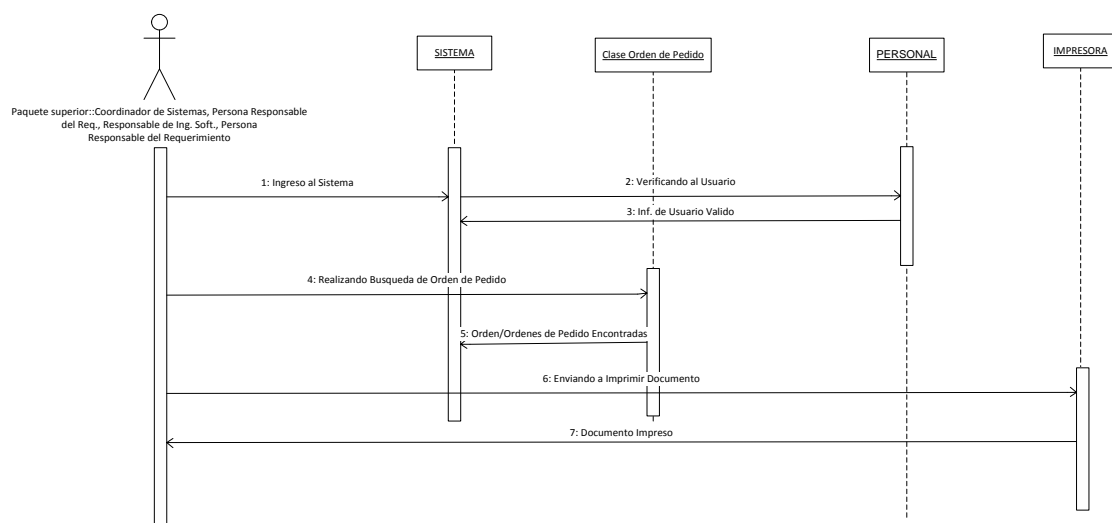 SISTEMA
Clase Orden de Pedido
PERSONAL
IMPRESORA
Paquete superior::Coordinador de Sistemas, Persona Responsable
del Req., Responsable de Ing. Soft., Persona
Responsable del Requerimiento
1: Ingreso al Sistema
2: Verificando al Usuario
3: Inf. de Usuario Valido
4: Realizando Busqueda de Orden de Pedido
5: Orden/Ordenes de Pedido Encontradas
6: Enviando a Imprimir Documento
7: Documento Impreso